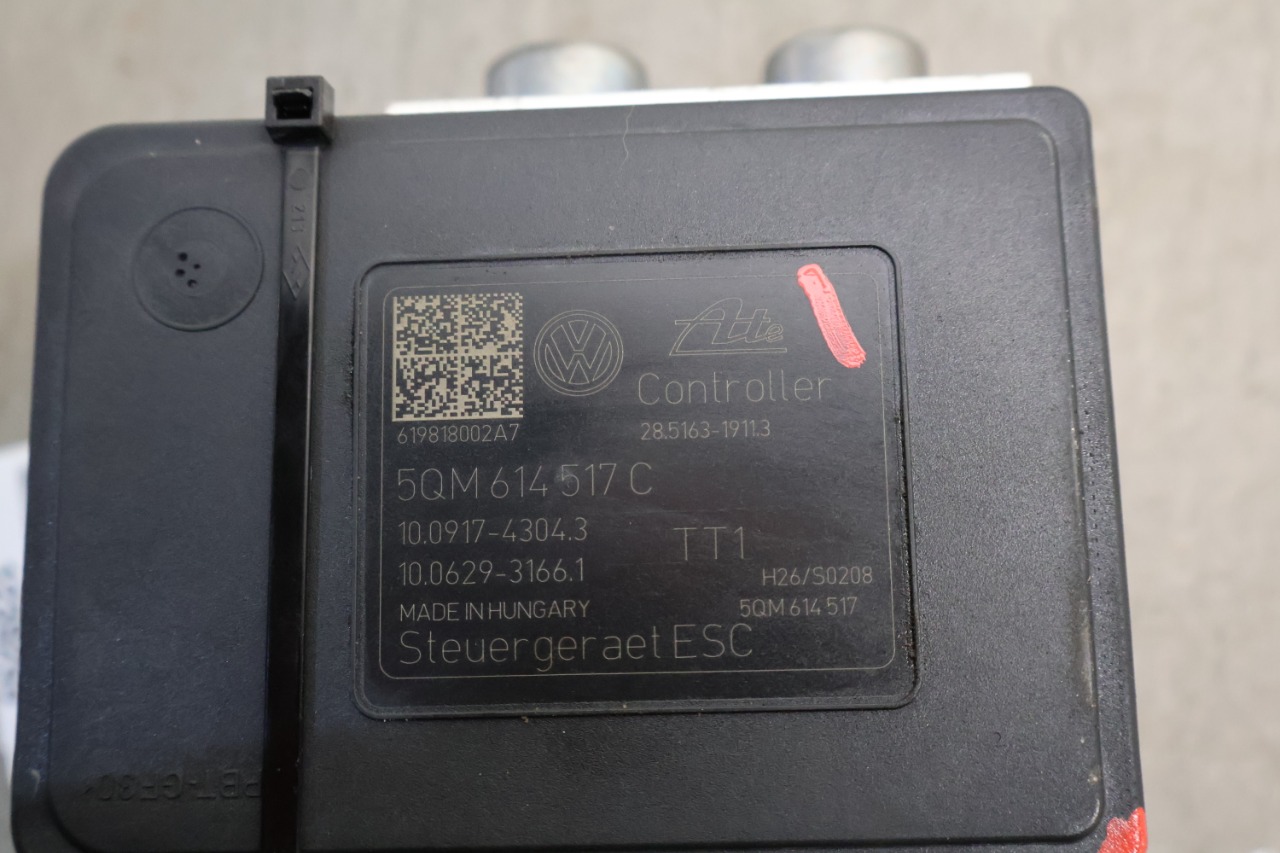 Ate
Controller
619818002A7
28.5163-1911.3
5QM 614 517 C
10.0917-4304.3
TT1
10.0629-3166.1
H26/S0208
MADE IN HUNGARY
5QM 614 517
Steuergeraet ESC